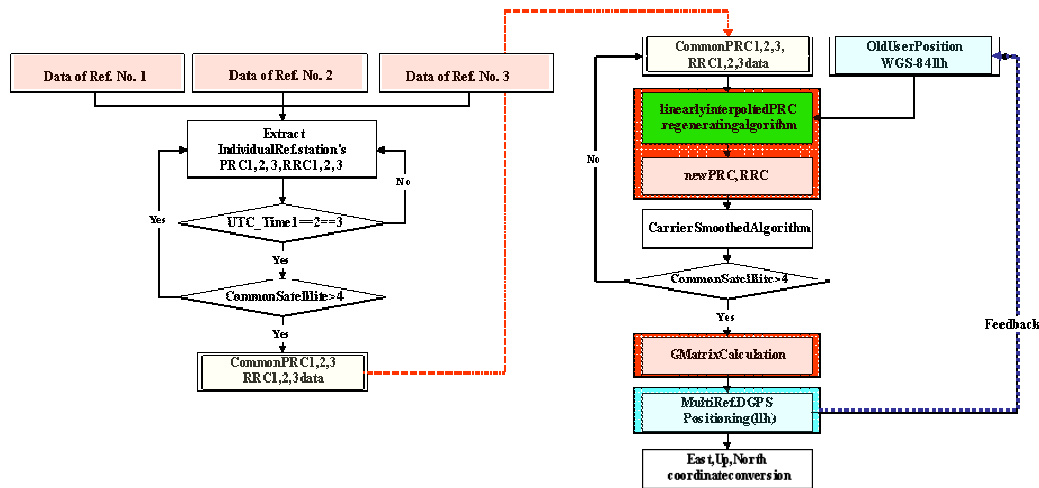 Data of Ref. No. 1
Data of Ref. No. 2
Data of Ref. No. 3
Extract
IndividualRef.station's
PRC1,2,3,RRC1,2,3
No
Yes
UTC_Time1==2==3
Yes
CommonSatelllite>4
Yes
CommonPRC1,2,3
RRC1,2,3data
CommonPRC1,2,3,
RRC1,2,3data
OldUserPosition
WGS-84llh
linearlyinterpoltedPRC
regeneratingalgorithm
No
newPRC,RRC
CarrierSmoothedAlgorithm
CommonSatelllite>4
Yes
Feedback
GMatrixCalculation
MultiRef.DGPS
Positioning(llh)
East,Up,North
coordinateconversion